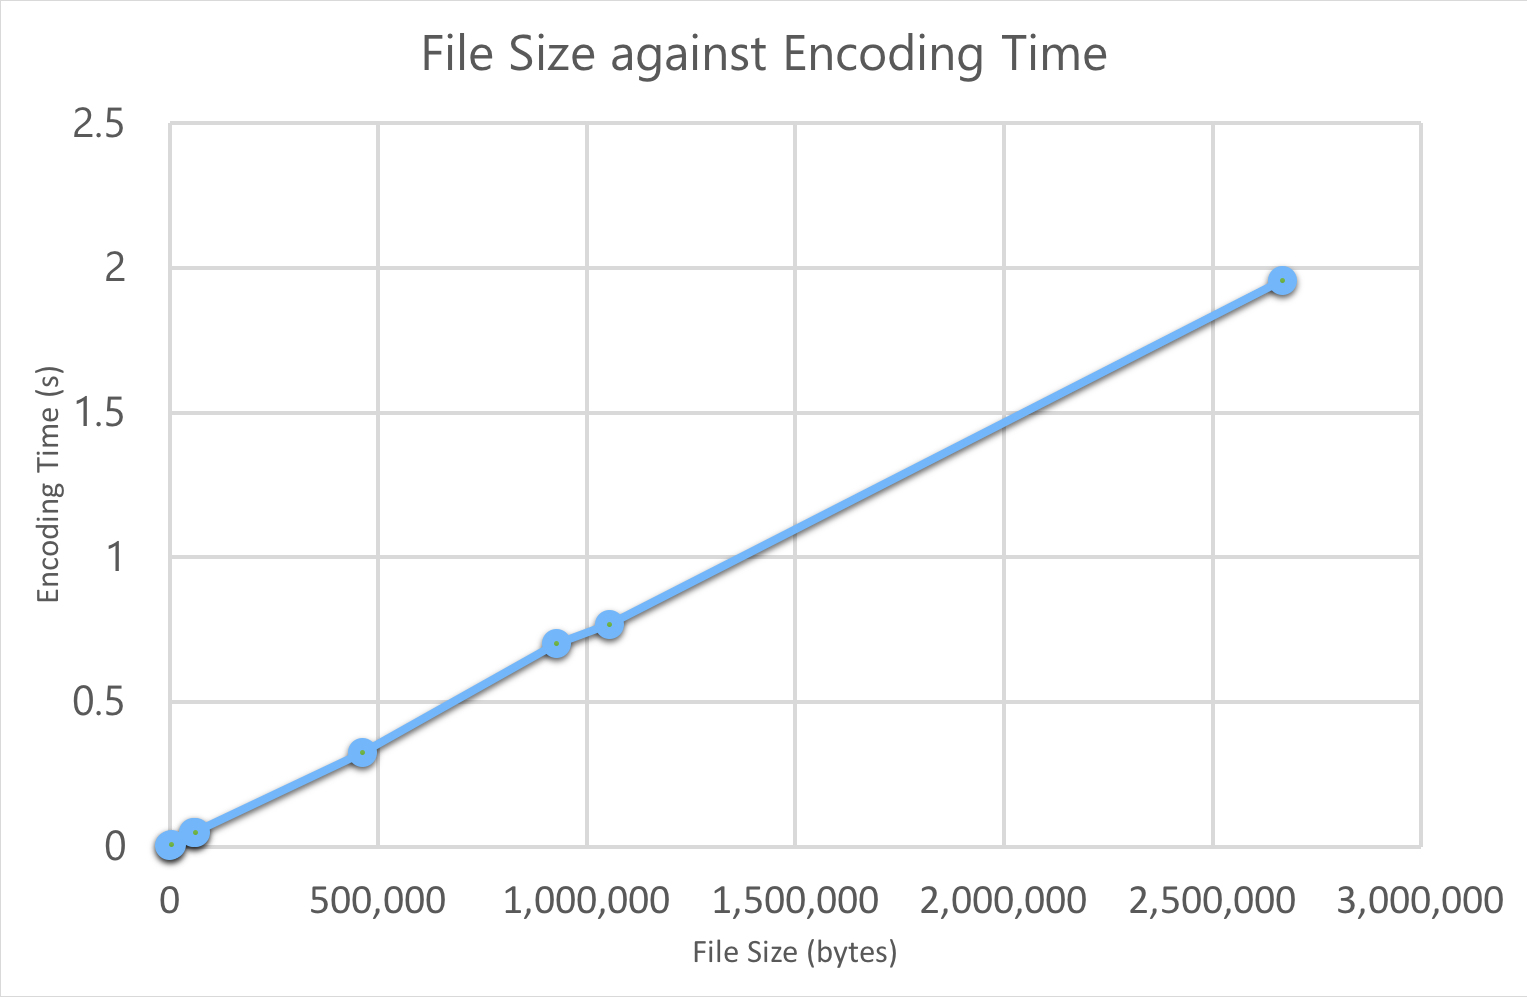 File Size against Encoding Time
2.5
2
1.5
1
0.5
0
Encoding Time (s)
0 500,000 1,000,000 1,500,000 2,000,000 2,500,000 3,000,000
File Size (bytes)